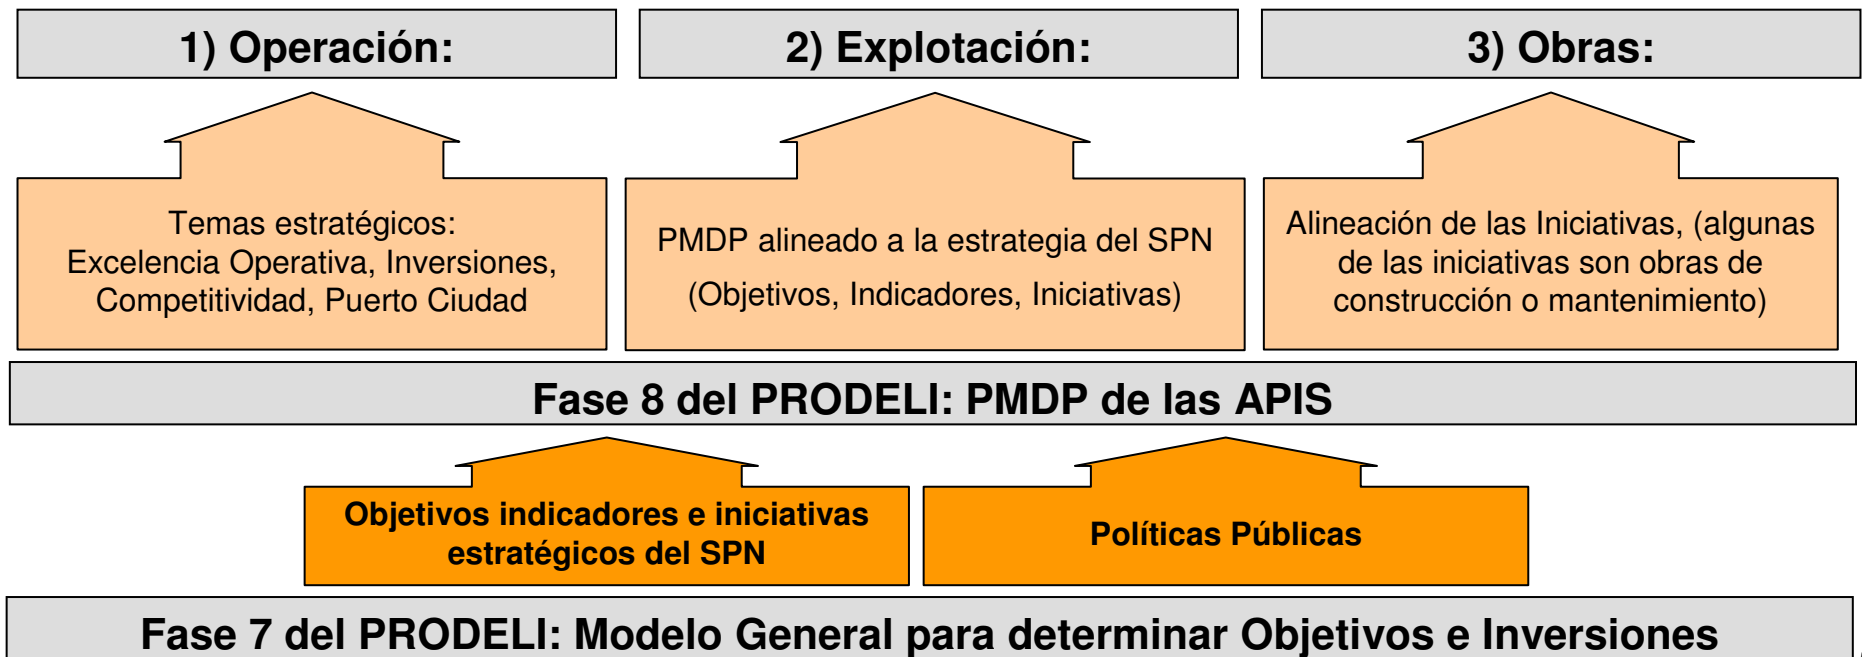 1) Operación:
2) Explotación:
3) Obras:
Temas estratégicos:
Excelencia Operativa, Inversiones,
Competitividad, Puerto Ciudad
PMDP alineado a la estrategia del SPN
(Objetivos, Indicadores, Iniciativas)
Alineación de las Iniciativas, (algunas
de las iniciativas son obras de
construcción o mantenimiento)
Fase 8 del PRODELI: PMDP de las APIS
Objetivos indicadores e iniciativas
estratégicos del SPN
Políticas Públicas
Fase 7 del PRODELI: Modelo General para determinar Objetivos e Inversiones